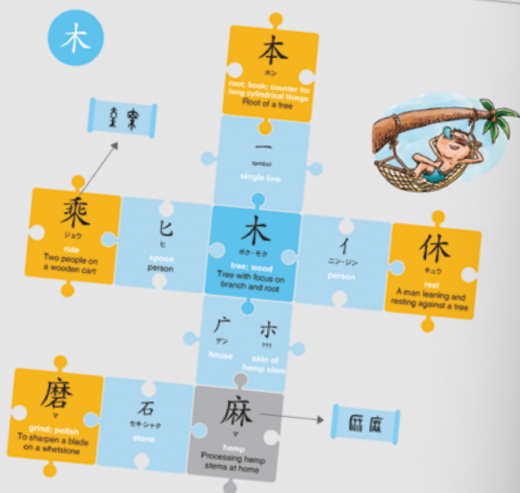 木
本
ホン
root; book; counter for
long cylindrical things
Root of a tree
一
symbol
single line
乘
ジョウ
ride
Two people on
a wooden cart
匕
ヒ
spoon
person
木
ボク・モク
tree; wood
Tree with focus on
branch and root
亻
ニン・ジン
person
休
キュウ
rest
A man leaning and
resting against a tree
广
ゲン
house
ホ
???
skin of
hemp stem
磨
マ
grind; polish
To sharpen a blade
on a whetstone
石
セキ・シャック
stone
麻
マ
hemp
Processing hemp
stems at home